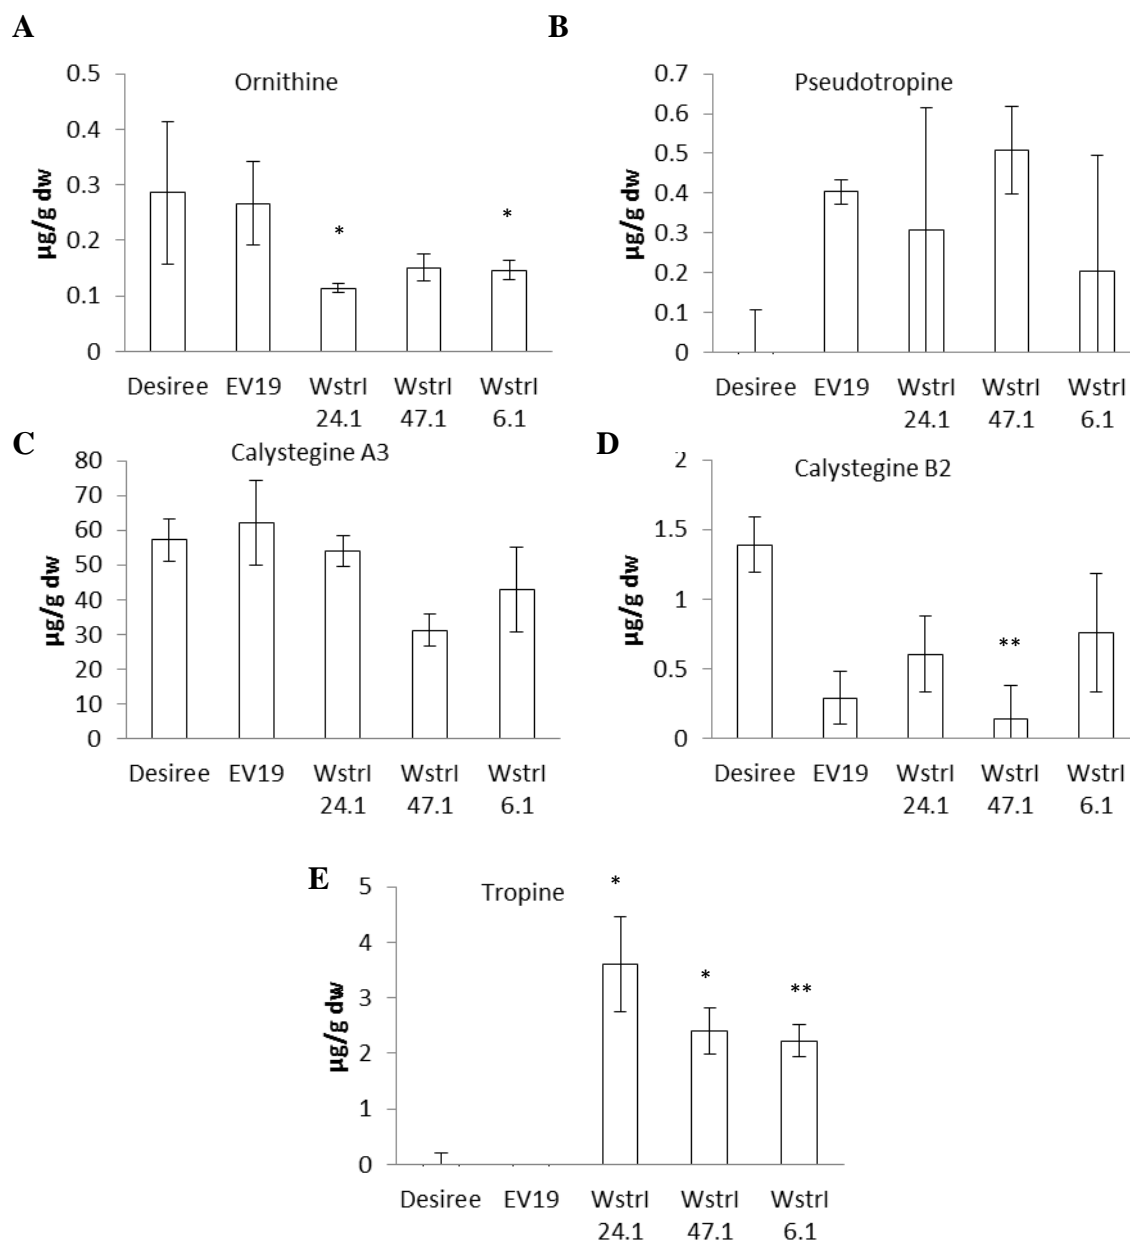 A
Ornithine
µg/g dw
0.5
0.4
0.3
0.2
0.1
0
*
*
Desiree EV19 WstrI WstrI WstrI
24.1 47.1 6.1
B
Pseudotropine
µg/g dw
0.7
0.6
0.5
0.4
0.3
0.2
0.1
0
Desiree EV19 WstrI WstrI WstrI
24.1 47.1 6.1
C
Calystegine A3
µg/g dw
80
70
60
50
40
30
20
10
0
Desiree EV19 WstrI WstrI WstrI
24.1 47.1 6.1
D
Calystegine B2
µg/g dw
2
1.5
1
0.5
0
**
Desiree EV19 WstrI WstrI WstrI
24.1 47.1 6.1
E
Tropine
µg/g dw
5
4
3
2
1
0
*
*
**
Desiree EV19 WstrI WstrI WstrI
24.1 47.1 6.1